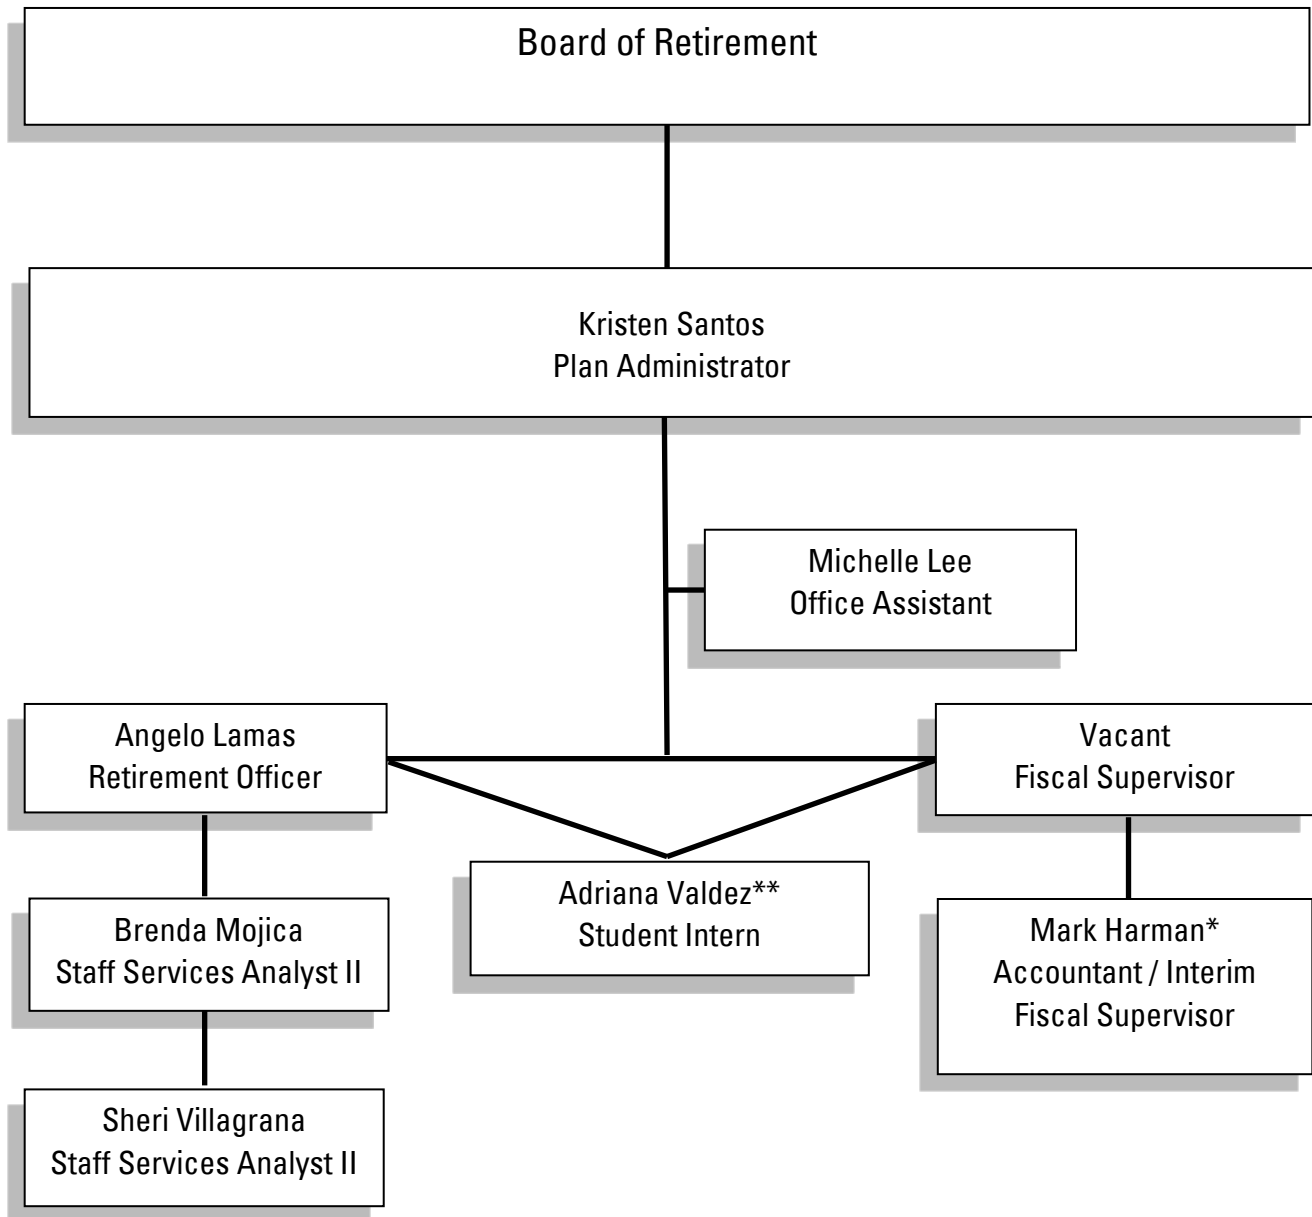 Board of Retirement
Kristen Santos
Plan Administrator
Michelle Lee
Office Assistant
Angelo Lamas
Retirement Officer
Vacant
Fiscal Supervisor
Adriana Valdez**
Student Intern
Brenda Mojica
Staff Services Analyst II
Mark Harman*
Accountant / Interim
Fiscal Supervisor
Sheri Villagrana
Staff Services Analyst II